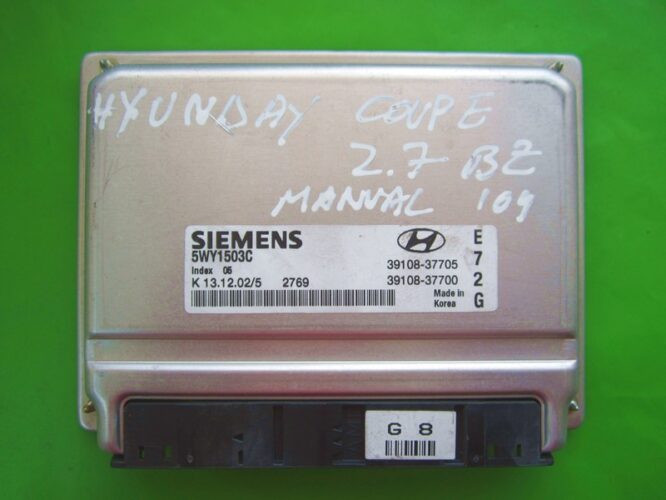 HYUNDAY COUPE
2.7 BZ
MANUAL 109
SIEMENS
5WY1503C
Index 05
K 13.12.02/5 2769
39108-37705
39108-37700
Made in
Korea
E
7
2
G
G 8